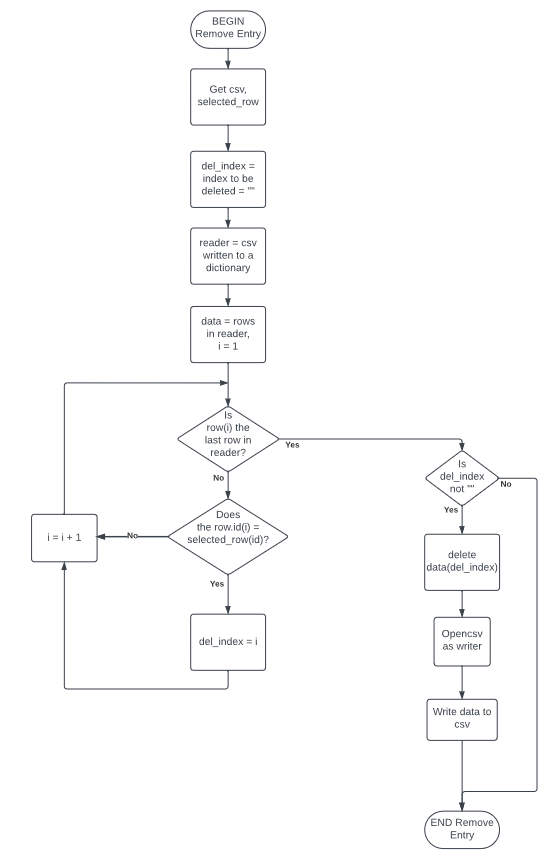 BEGIN
Remove Entry
Get csv,
selected_row
del_index =
index to be
deleted = ""
reader = csv
written to a
dictionary
data = rows
in reader,
i = 1
Is
row(i) the
last row in
reader?
Yes
No
Is
del_index
not ""
No
Yes
Does
the row.id(i) =
selected_row(id)?
No
Yes
i = i + 1
del_index = i
delete
data(del_index)
Opencsv
as writer
Write data to
csv
END Remove
Entry